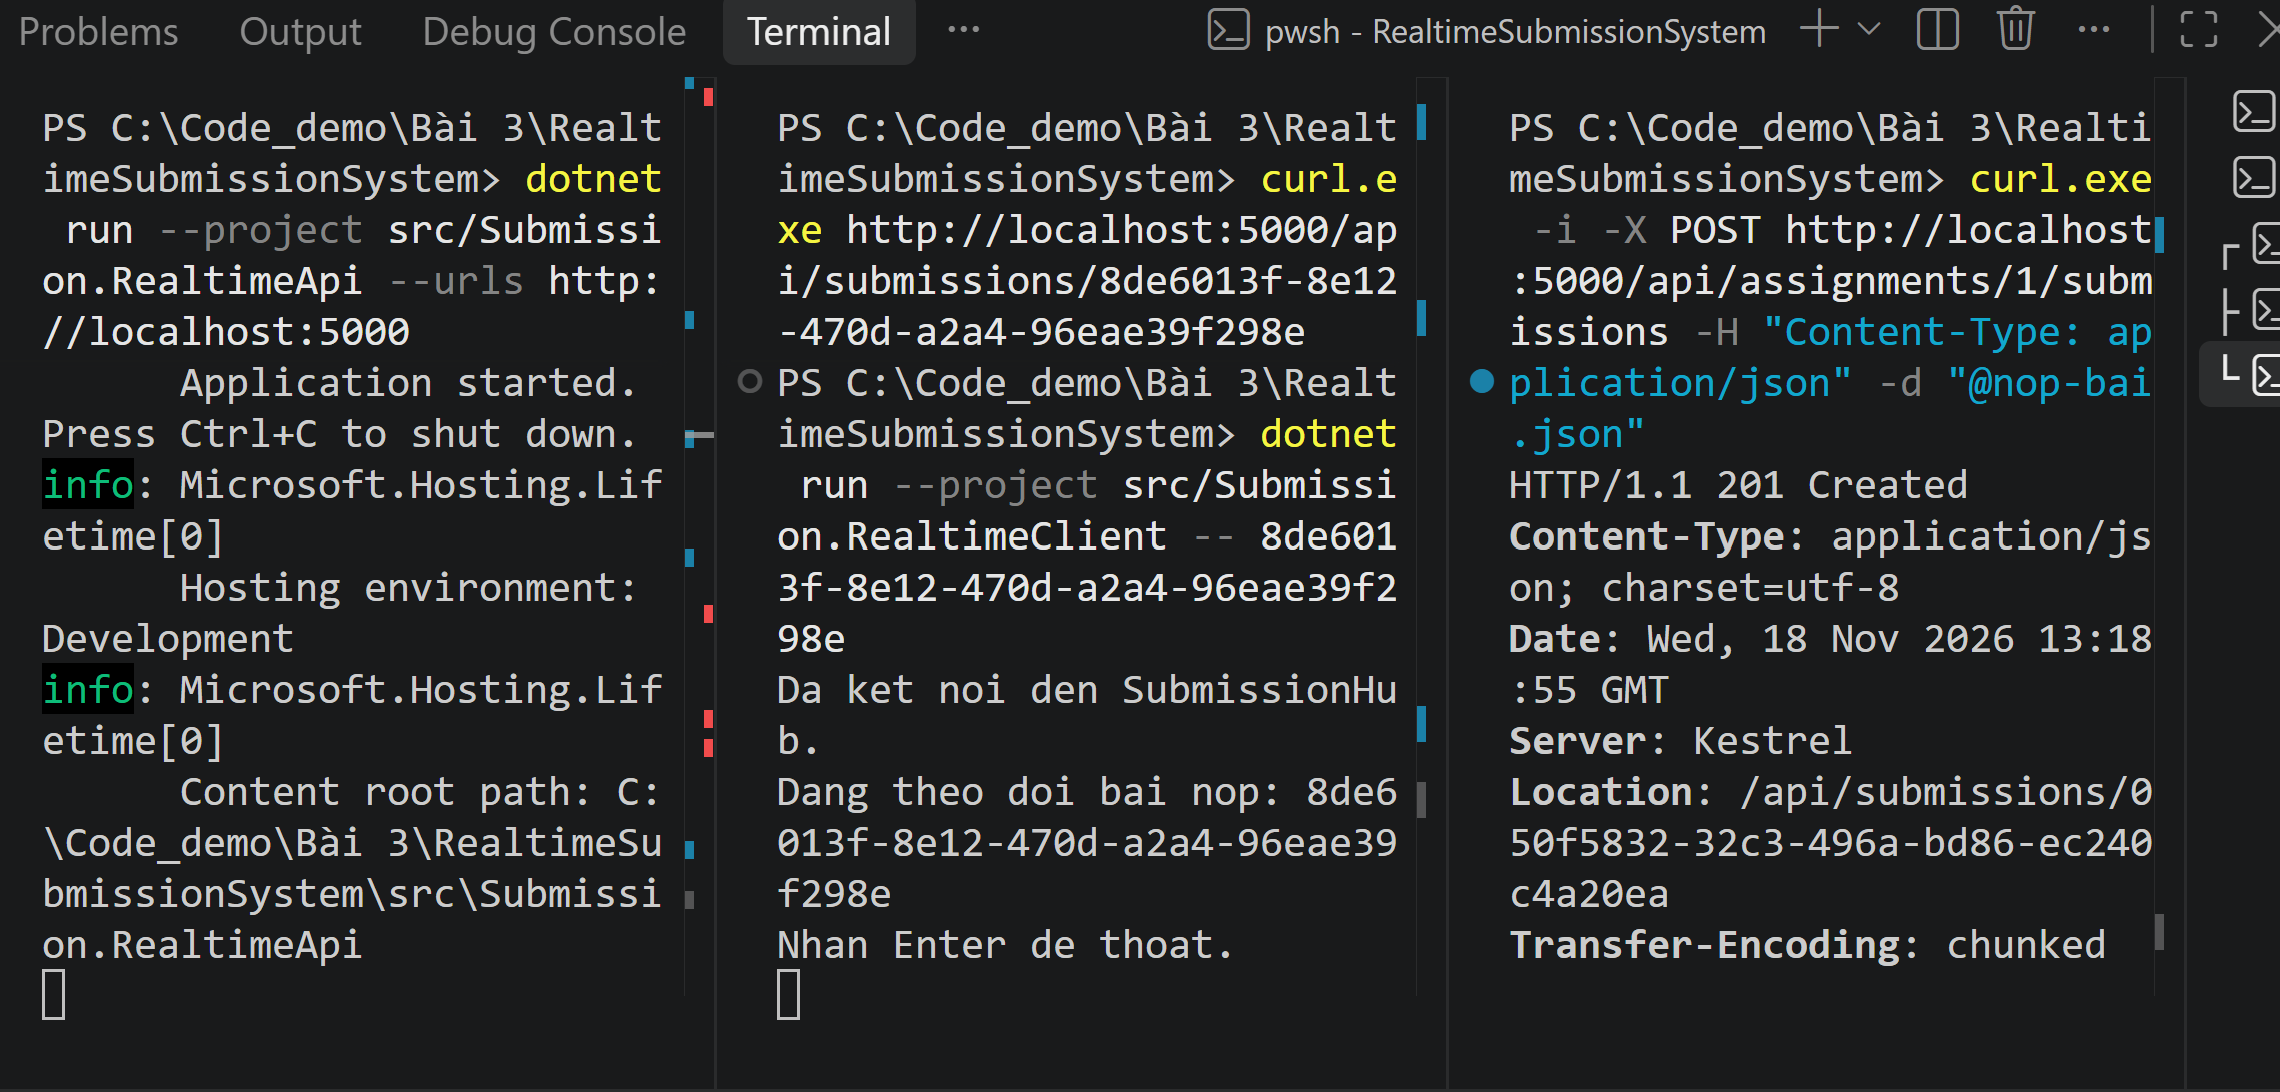 Problems Output Debug Console Terminal ··· pwsh - RealtimeSubmissionSystem
PS C:\Code_demo\Bài 3\Realt
imeSubmissionSystem> dotnet
 run --project src/Submissi
on.RealtimeApi --urls http:
//localhost:5000
      Application started.
Press Ctrl+C to shut down.
info: Microsoft.Hosting.Lif
etime[0]
      Hosting environment:
Development
info: Microsoft.Hosting.Lif
etime[0]
      Content root path: C:
\Code_demo\Bài 3\RealtimeSu
bmissionSystem\src\Submissi
on.RealtimeApi
PS C:\Code_demo\Bài 3\Realt
imeSubmissionSystem> curl.e
xe http://localhost:5000/ap
i/submissions/8de6013f-8e12
-470d-a2a4-96eae39f298e
PS C:\Code_demo\Bài 3\Realt
imeSubmissionSystem> dotnet
 run --project src/Submissi
on.RealtimeClient -- 8de601
3f-8e12-470d-a2a4-96eae39f2
98e
Da ket noi den SubmissionHu
b.
Dang theo doi bai nop: 8de6
013f-8e12-470d-a2a4-96eae39
f298e
Nhan Enter de thoat.
PS C:\Code_demo\Bài 3\Realti
meSubmissionSystem> curl.exe
 -i -X POST http://localhost
:5000/api/assignments/1/subm
issions -H "Content-Type: ap
plication/json" -d "@nop-bai
.json"
HTTP/1.1 201 Created
Content-Type: application/js
on; charset=utf-8
Date: Wed, 18 Nov 2026 13:18
:55 GMT
Server: Kestrel
Location: /api/submissions/0
50f5832-32c3-496a-bd86-ec240
c4a20ea
Transfer-Encoding: chunked